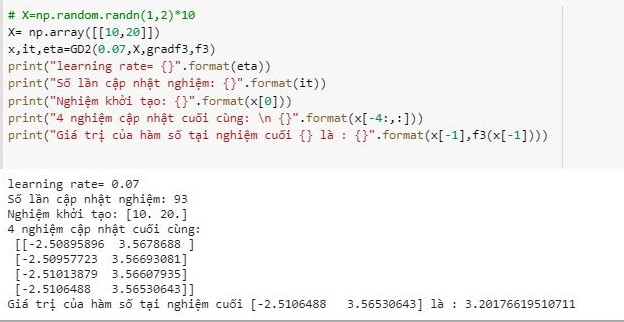 # X=np.random.randn(1,2)*10
X= np.array([[10,20]])
x,it,eta=GD2(0.07,X,gradf3,f3)
print("learning rate= {}".format(eta))
print("Số lần cập nhật nghiệm: {}".format(it))
print("Nghiệm khởi tạo: {}".format(x[0]))
print("4 nghiệm cập nhật cuối cùng: \n {}".format(x[-4:,:]))
print("Giá trị của hàm số tại nghiệm cuối {} là : {}".format(x[-1],f3(x[-1])))
learning rate= 0.07
Số lần cập nhật nghiệm: 93
Nghiệm khởi tạo: [10. 20.]
4 nghiệm cập nhật cuối cùng:
[[-2.50895896  3.5678688 ]
[-2.50957723  3.56693081]
[-2.51013879  3.56607935]
[-2.5106488   3.56530643]]
Giá trị của hàm số tại nghiệm cuối [-2.5106488   3.56530643] là : 3.20176619510711